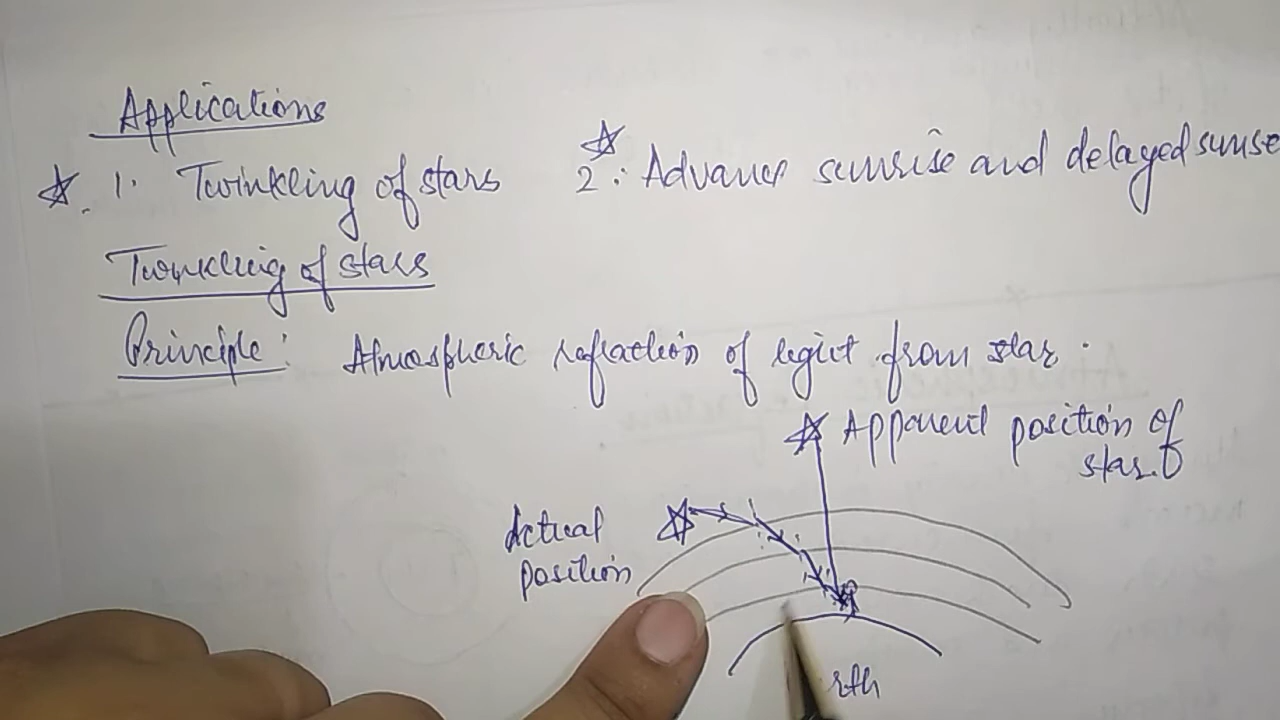 Applications
1. Twinkling of stars
2: Advance sunrise and delayed sunse
Twinkling of stars
Principle: Atmospheric refraction of light from star.
Apparent position of
star.
Actual
position
rth